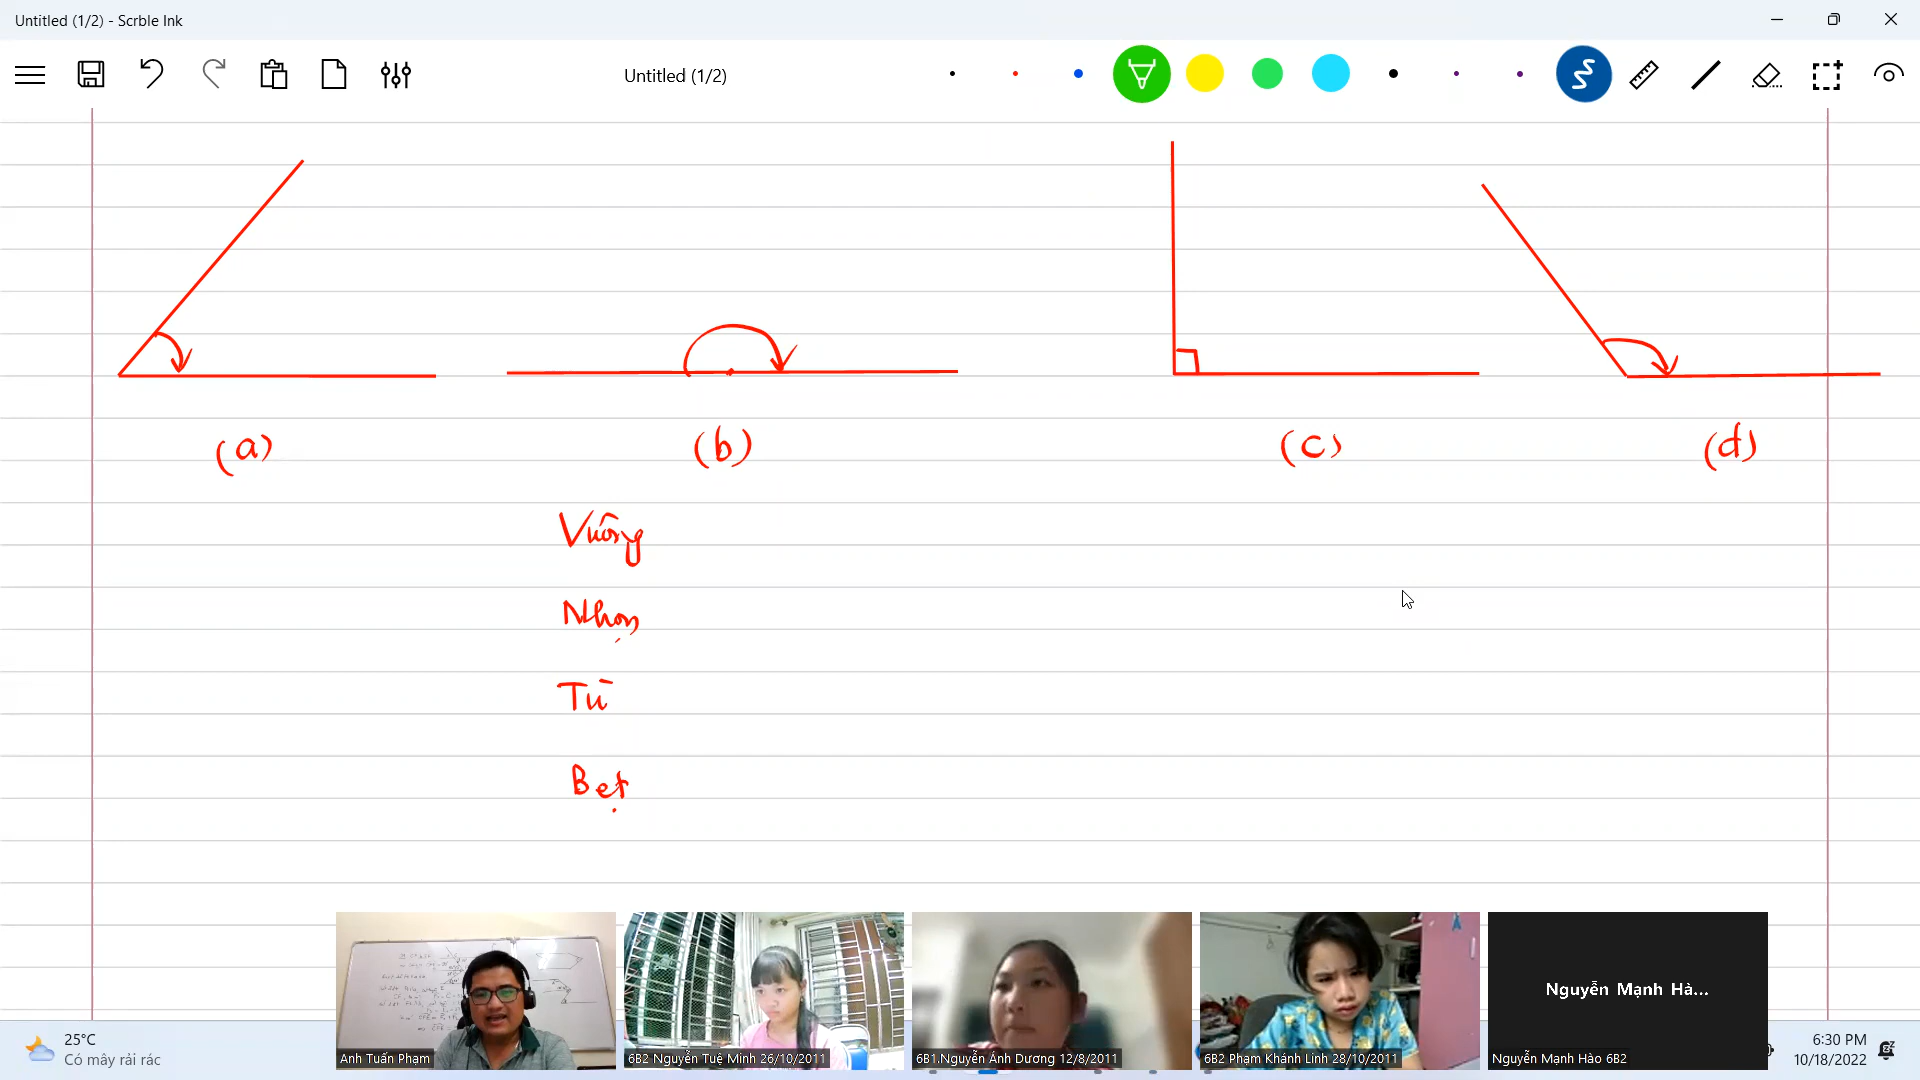 Untitled (1/2) - Scrble Ink
Untitled (1/2)
(a) (b) (c) (d)
Vuông
Nhọn
Tù
Bẹt
Anh Tuấn Phạm
6B2 Nguyễn Tuệ Minh 26/10/2011
6B1.Nguyễn Ánh Dương 12/8/2011
6B2 Phạm Khánh Linh 28/10/2011
Nguyễn Mạnh Hà...
Nguyễn Mạnh Hào 6B2
25°C
Có mây rải rác
6:30 PM
10/18/2022